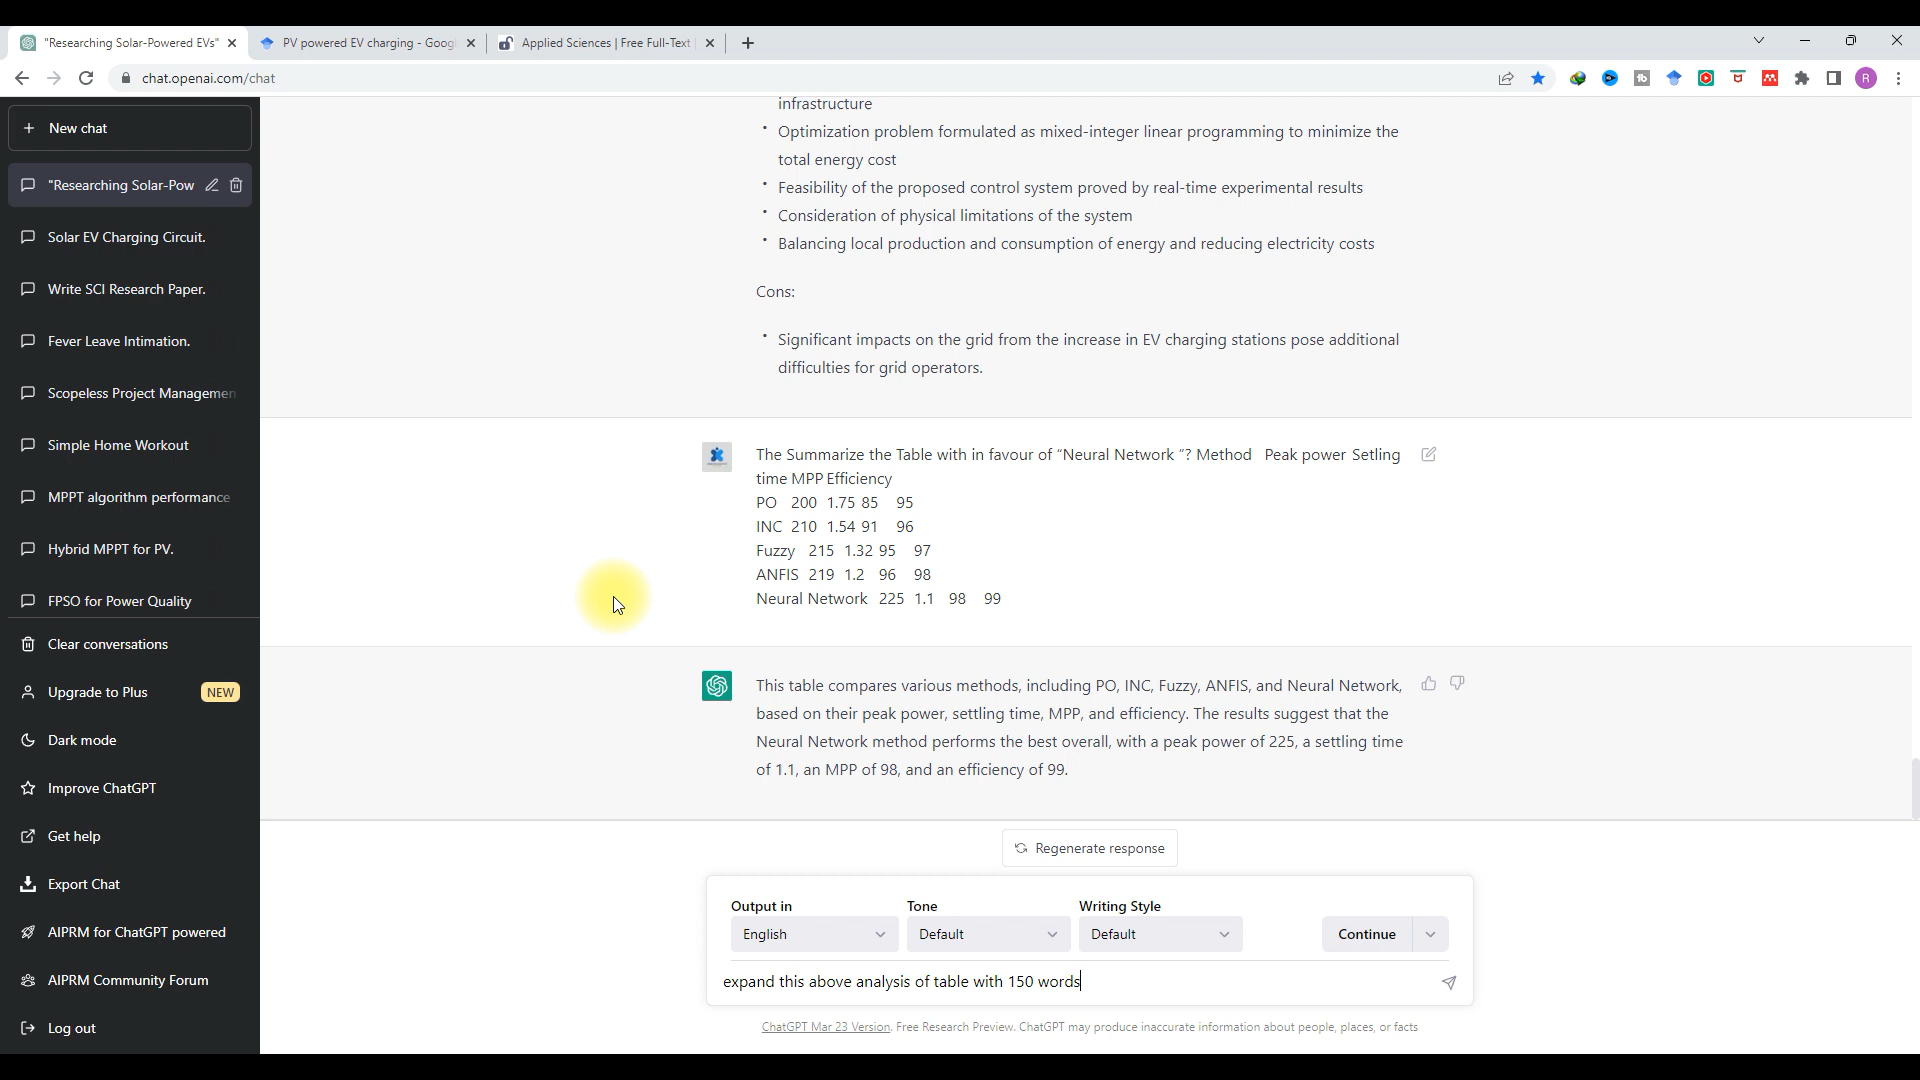 "Researching Solar-Powered EVs"
PV powered EV charging - Goog
Applied Sciences | Free Full-Text
chat.openai.com/chat
R
New chat
"Researching Solar-Pow
Solar EV Charging Circuit.
Write SCI Research Paper.
Fever Leave Intimation.
Scopeless Project Managemen
Simple Home Workout
MPPT algorithm performance
Hybrid MPPT for PV.
FPSO for Power Quality
Clear conversations
Upgrade to Plus NEW
Dark mode
Improve ChatGPT
Get help
Export Chat
AIPRM for ChatGPT powered
AIPRM Community Forum
Log out
infrastructure
• Optimization problem formulated as mixed-integer linear programming to minimize the
total energy cost
• Feasibility of the proposed control system proved by real-time experimental results
• Consideration of physical limitations of the system
• Balancing local production and consumption of energy and reducing electricity costs
Cons:
• Significant impacts on the grid from the increase in EV charging stations pose additional
difficulties for grid operators.
The Summarize the Table with in favour of “Neural Network “? Method Peak power Setling
time MPP Efficiency
PO 200 1.75 85 95
INC 210 1.54 91 96
Fuzzy 215 1.32 95 97
ANFIS 219 1.2 96 98
Neural Network 225 1.1 98 99
This table compares various methods, including PO, INC, Fuzzy, ANFIS, and Neural Network,
based on their peak power, settling time, MPP, and efficiency. The results suggest that the
Neural Network method performs the best overall, with a peak power of 225, a settling time
of 1.1, an MPP of 98, and an efficiency of 99.
Regenerate response
Output in Tone Writing Style
English Default Default Continue
expand this above analysis of table with 150 words
ChatGPT Mar 23 Version. Free Research Preview. ChatGPT may produce inaccurate information about people, places, or facts